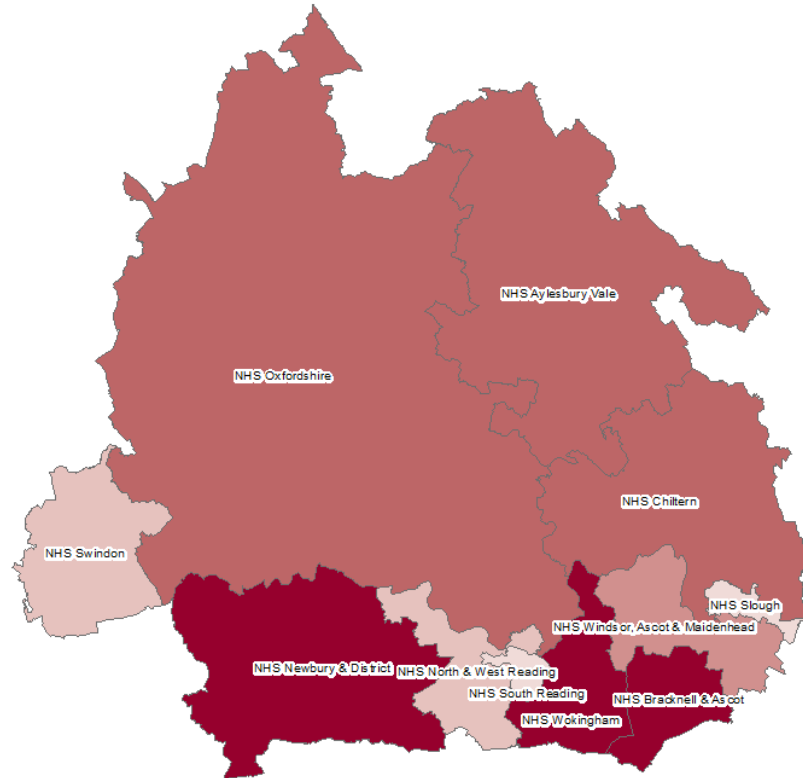 NHS Aylesbury Vale
NHS Oxfordshire
NHS Chiltern
NHS Swindon
NHS Slough
NHS Windsor, Ascot & Maidenhead
NHS Newbury & District
NHS North & West Reading
NHS South Reading
NHS Bracknell & Ascot
NHS Wokingham